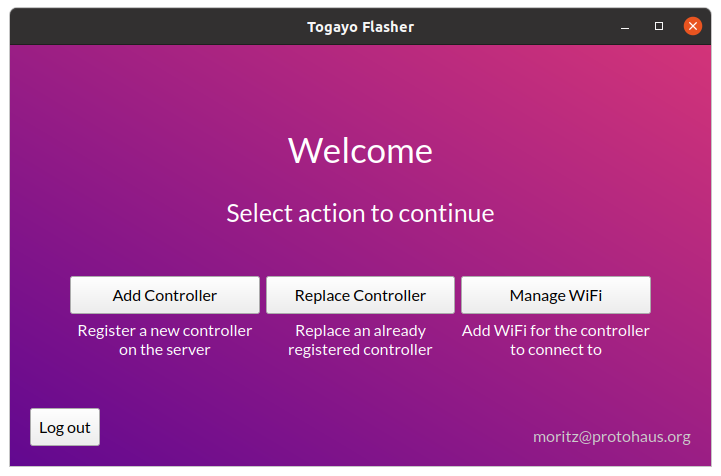 Togayo Flasher
Welcome
Select action to continue
Add Controller
Replace Controller
Manage WiFi
Register a new controller
on the server
Replace an already
registered controller
Add WiFi for the controller
to connect to
Log out
moritz@protohaus.org